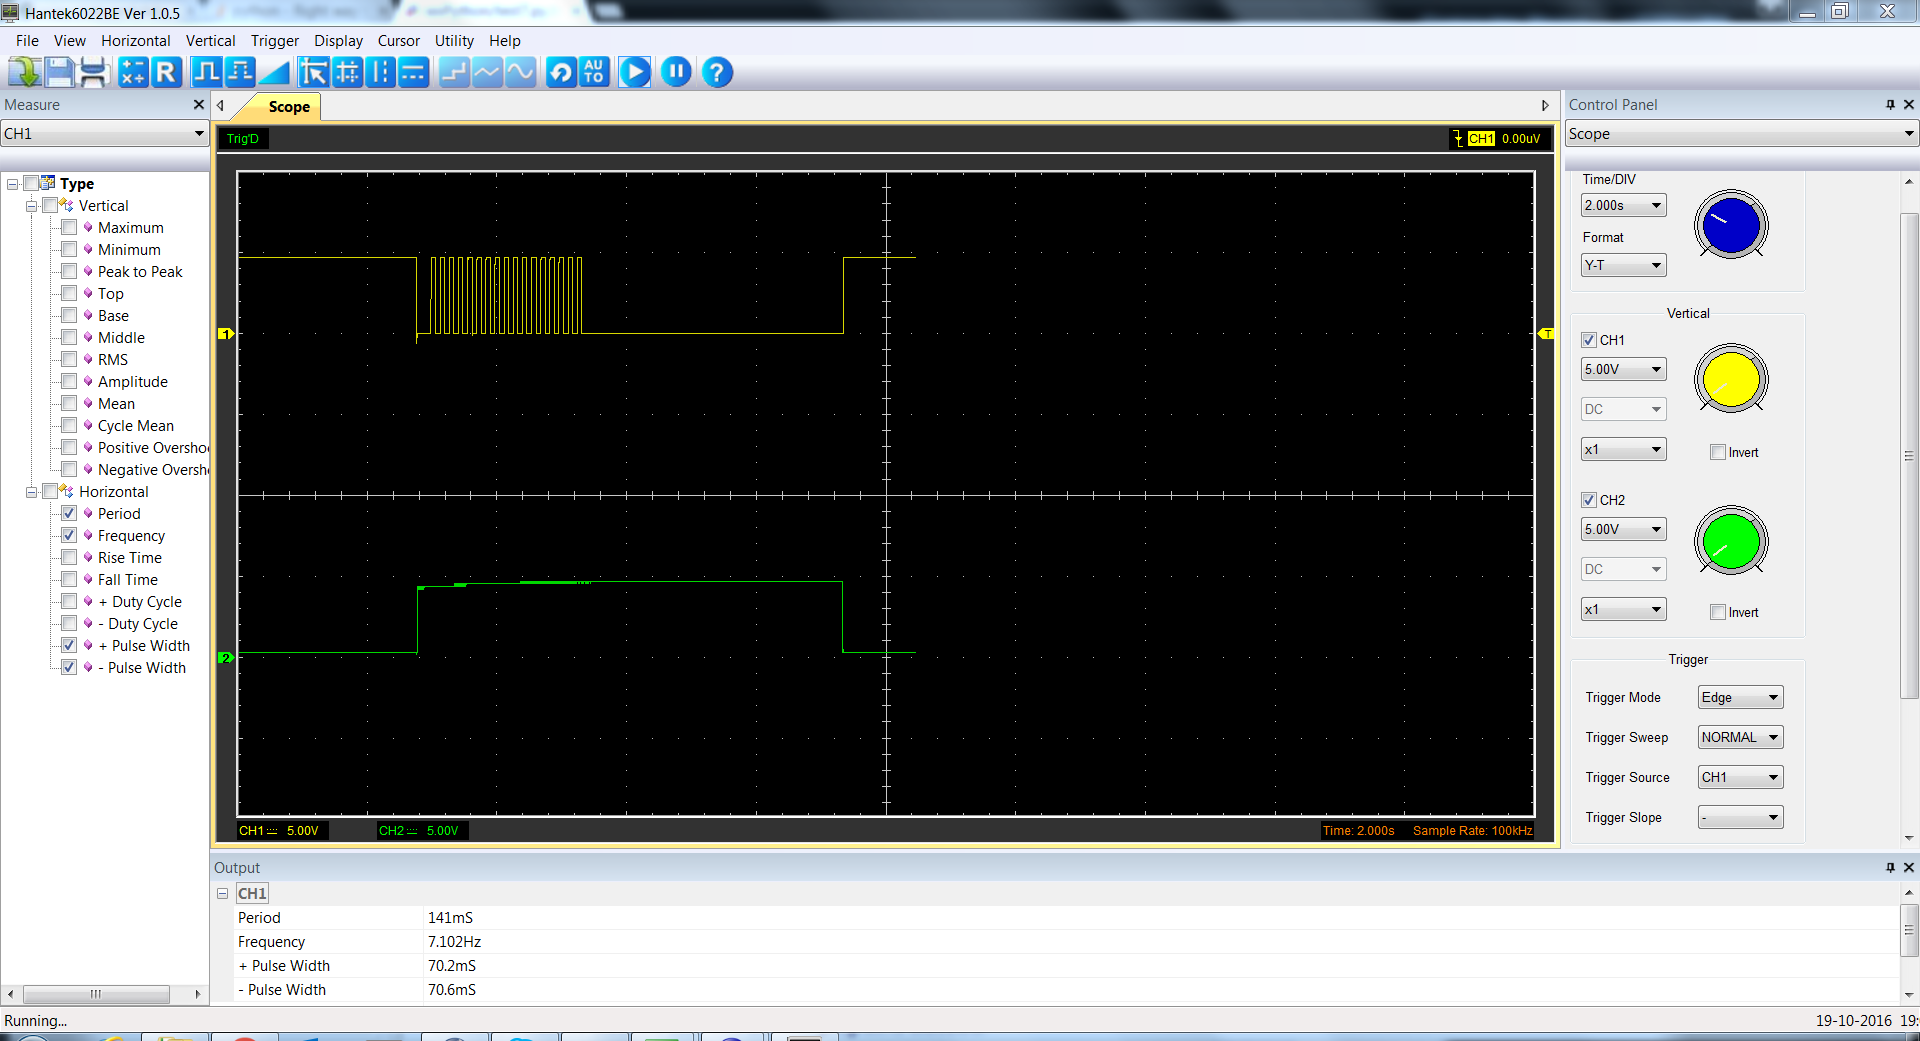 Hantek6022BE Ver 1.0.5
File View Horizontal Vertical Trigger Display Cursor Utility Help
R
AU
TO
?
Measure
CH1
Type
Vertical
Maximum
Minimum
Peak to Peak
Top
Base
Middle
RMS
Amplitude
Mean
Cycle Mean
Positive Oversho
Negative Oversh
Horizontal
Period
Frequency
Rise Time
Fall Time
+ Duty Cycle
- Duty Cycle
+ Pulse Width
- Pulse Width
Scope
Trig'D
CH1 0.00uV
1
T
2
CH1 5.00V
CH2 5.00V
Time: 2.000s Sample Rate: 100kHz
Control Panel
Scope
Time/DIV
2.000s
Format
Y-T
Vertical
CH1
5.00V
DC
x1
Invert
CH2
5.00V
DC
x1
Invert
Trigger
Trigger Mode Edge
Trigger Sweep NORMAL
Trigger Source CH1
Trigger Slope -
Output
CH1
Period 141mS
Frequency 7.102Hz
+ Pulse Width 70.2mS
- Pulse Width 70.6mS
Running...
19-10-2016 19: